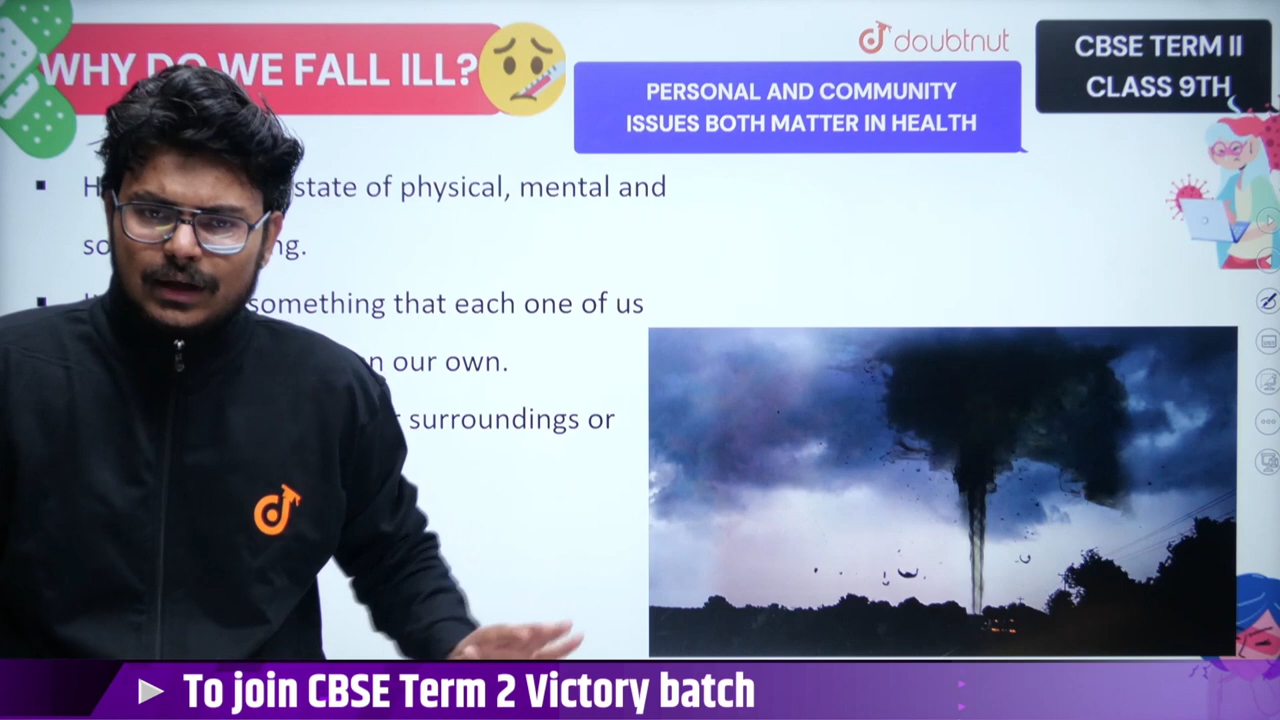 WHY DO WE FALL ILL?
doubtnut
CBSE TERM II
CLASS 9TH
PERSONAL AND COMMUNITY
ISSUES BOTH MATTER IN HEALTH
state of physical, mental and
something that each one of us
our own.
surroundings or
To join CBSE Term 2 Victory batch